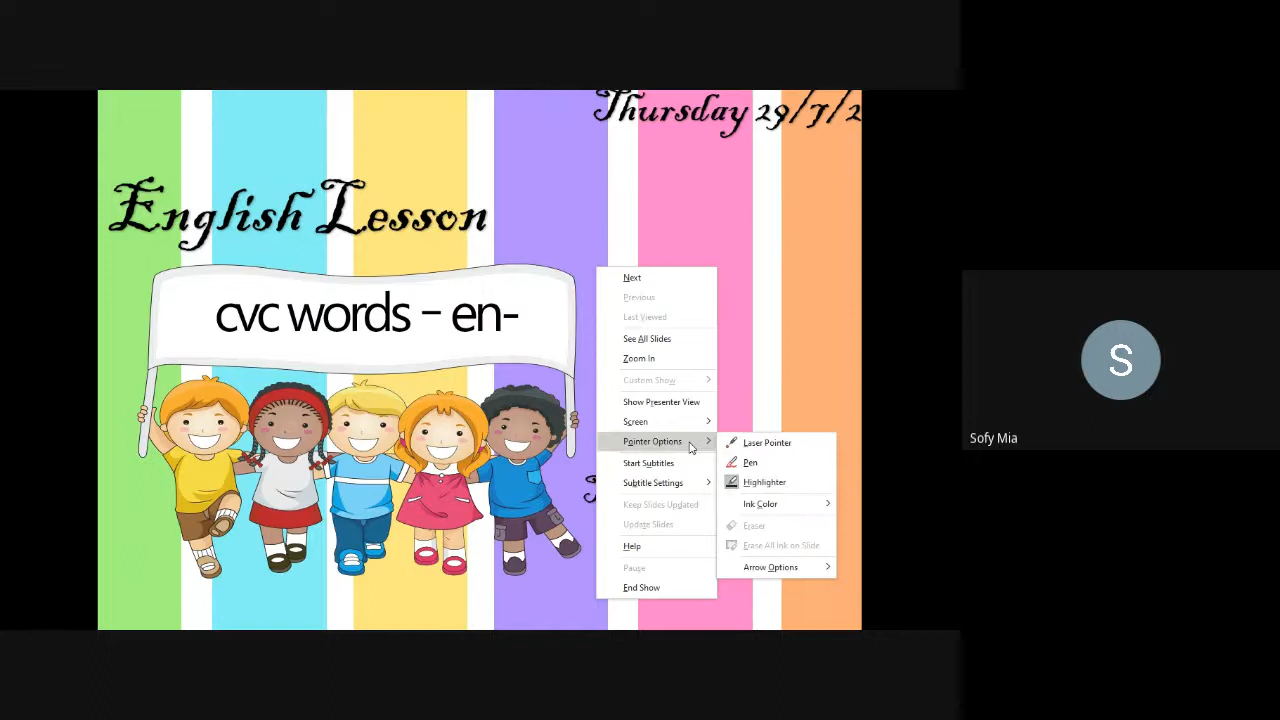 Thursday 29/7/2
English Lesson
cvc words – en-
Next
Previous
Last Viewed
See All Slides
Zoom In
Custom Show
Show Presenter View
Screen
Pointer Options
Start Subtitles
Subtitle Settings
Keep Slides Updated
Update Slides
Help
Pause
End Show
Laser Pointer
Pen
Highlighter
Ink Color
Eraser
Erase All Ink on Slide
Arrow Options
S
Sofy Mia